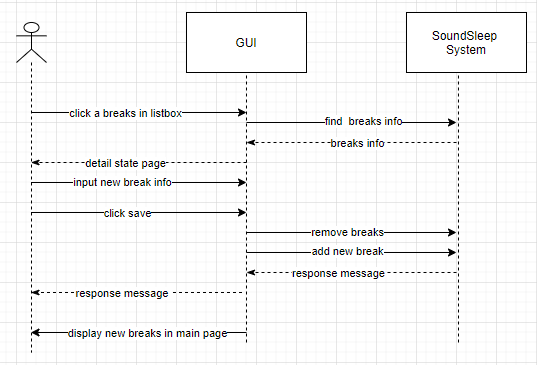 GUI
SoundSleep
System
click a breaks in listbox
find breaks info
breaks info
detail state page
input new break info
click save
remove breaks
add new break
response message
response message
display new breaks in main page